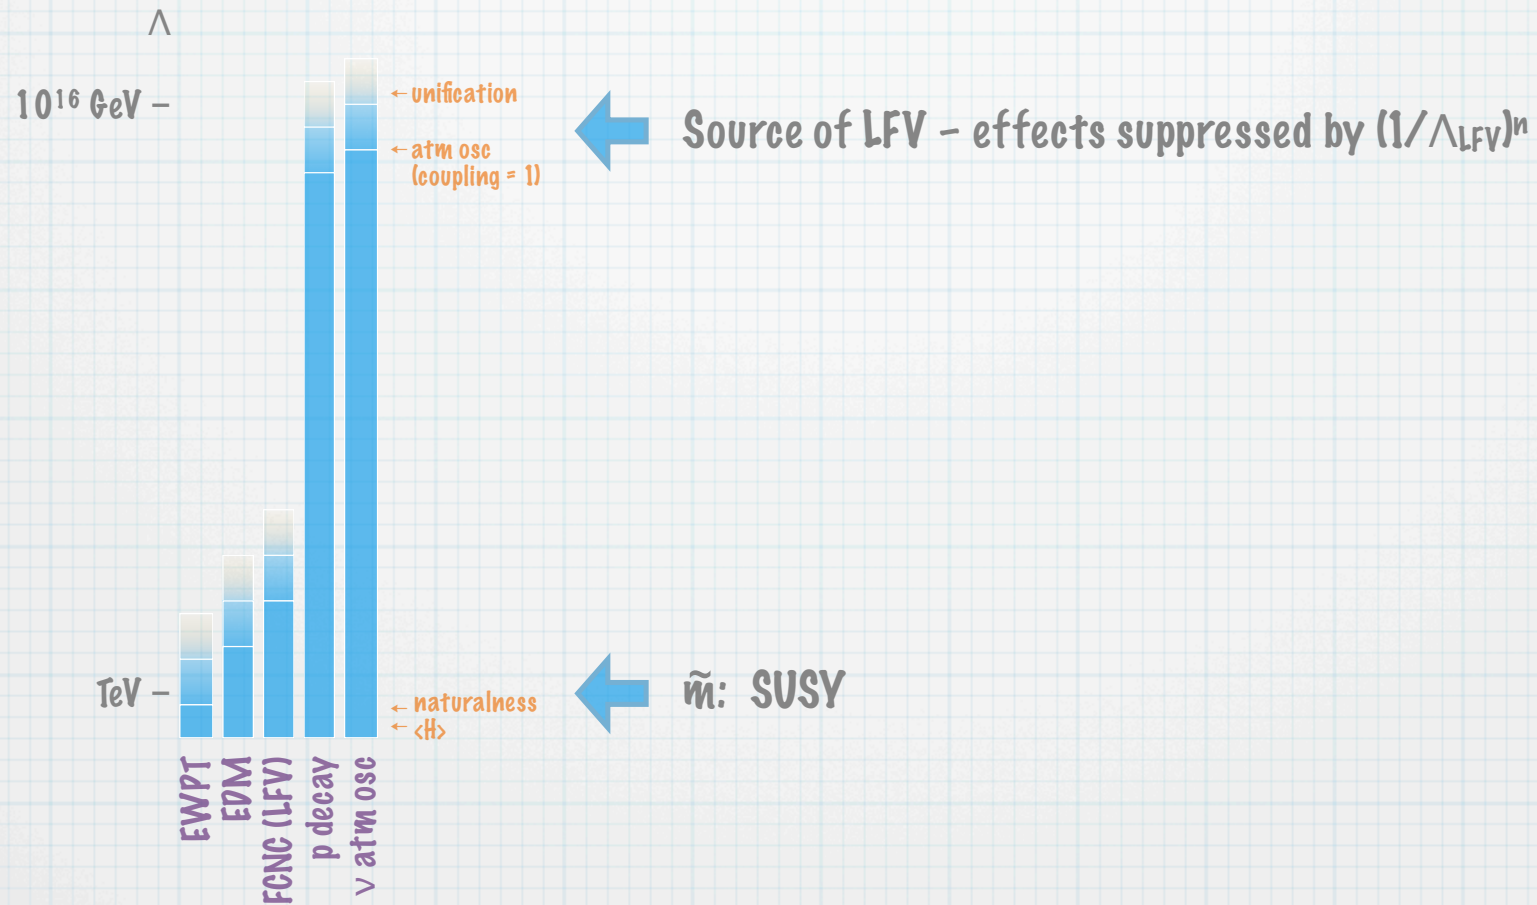 Λ
10¹⁶ GeV –
← unification
← atm osc
(coupling = 1)
Source of LFV – effects suppressed by (1/Λ_LFV)ⁿ
TeV –
← naturalness
← <H>
m̃: SUSY
EWPT
EDM
FCNC (LFV)
p decay
ν atm osc